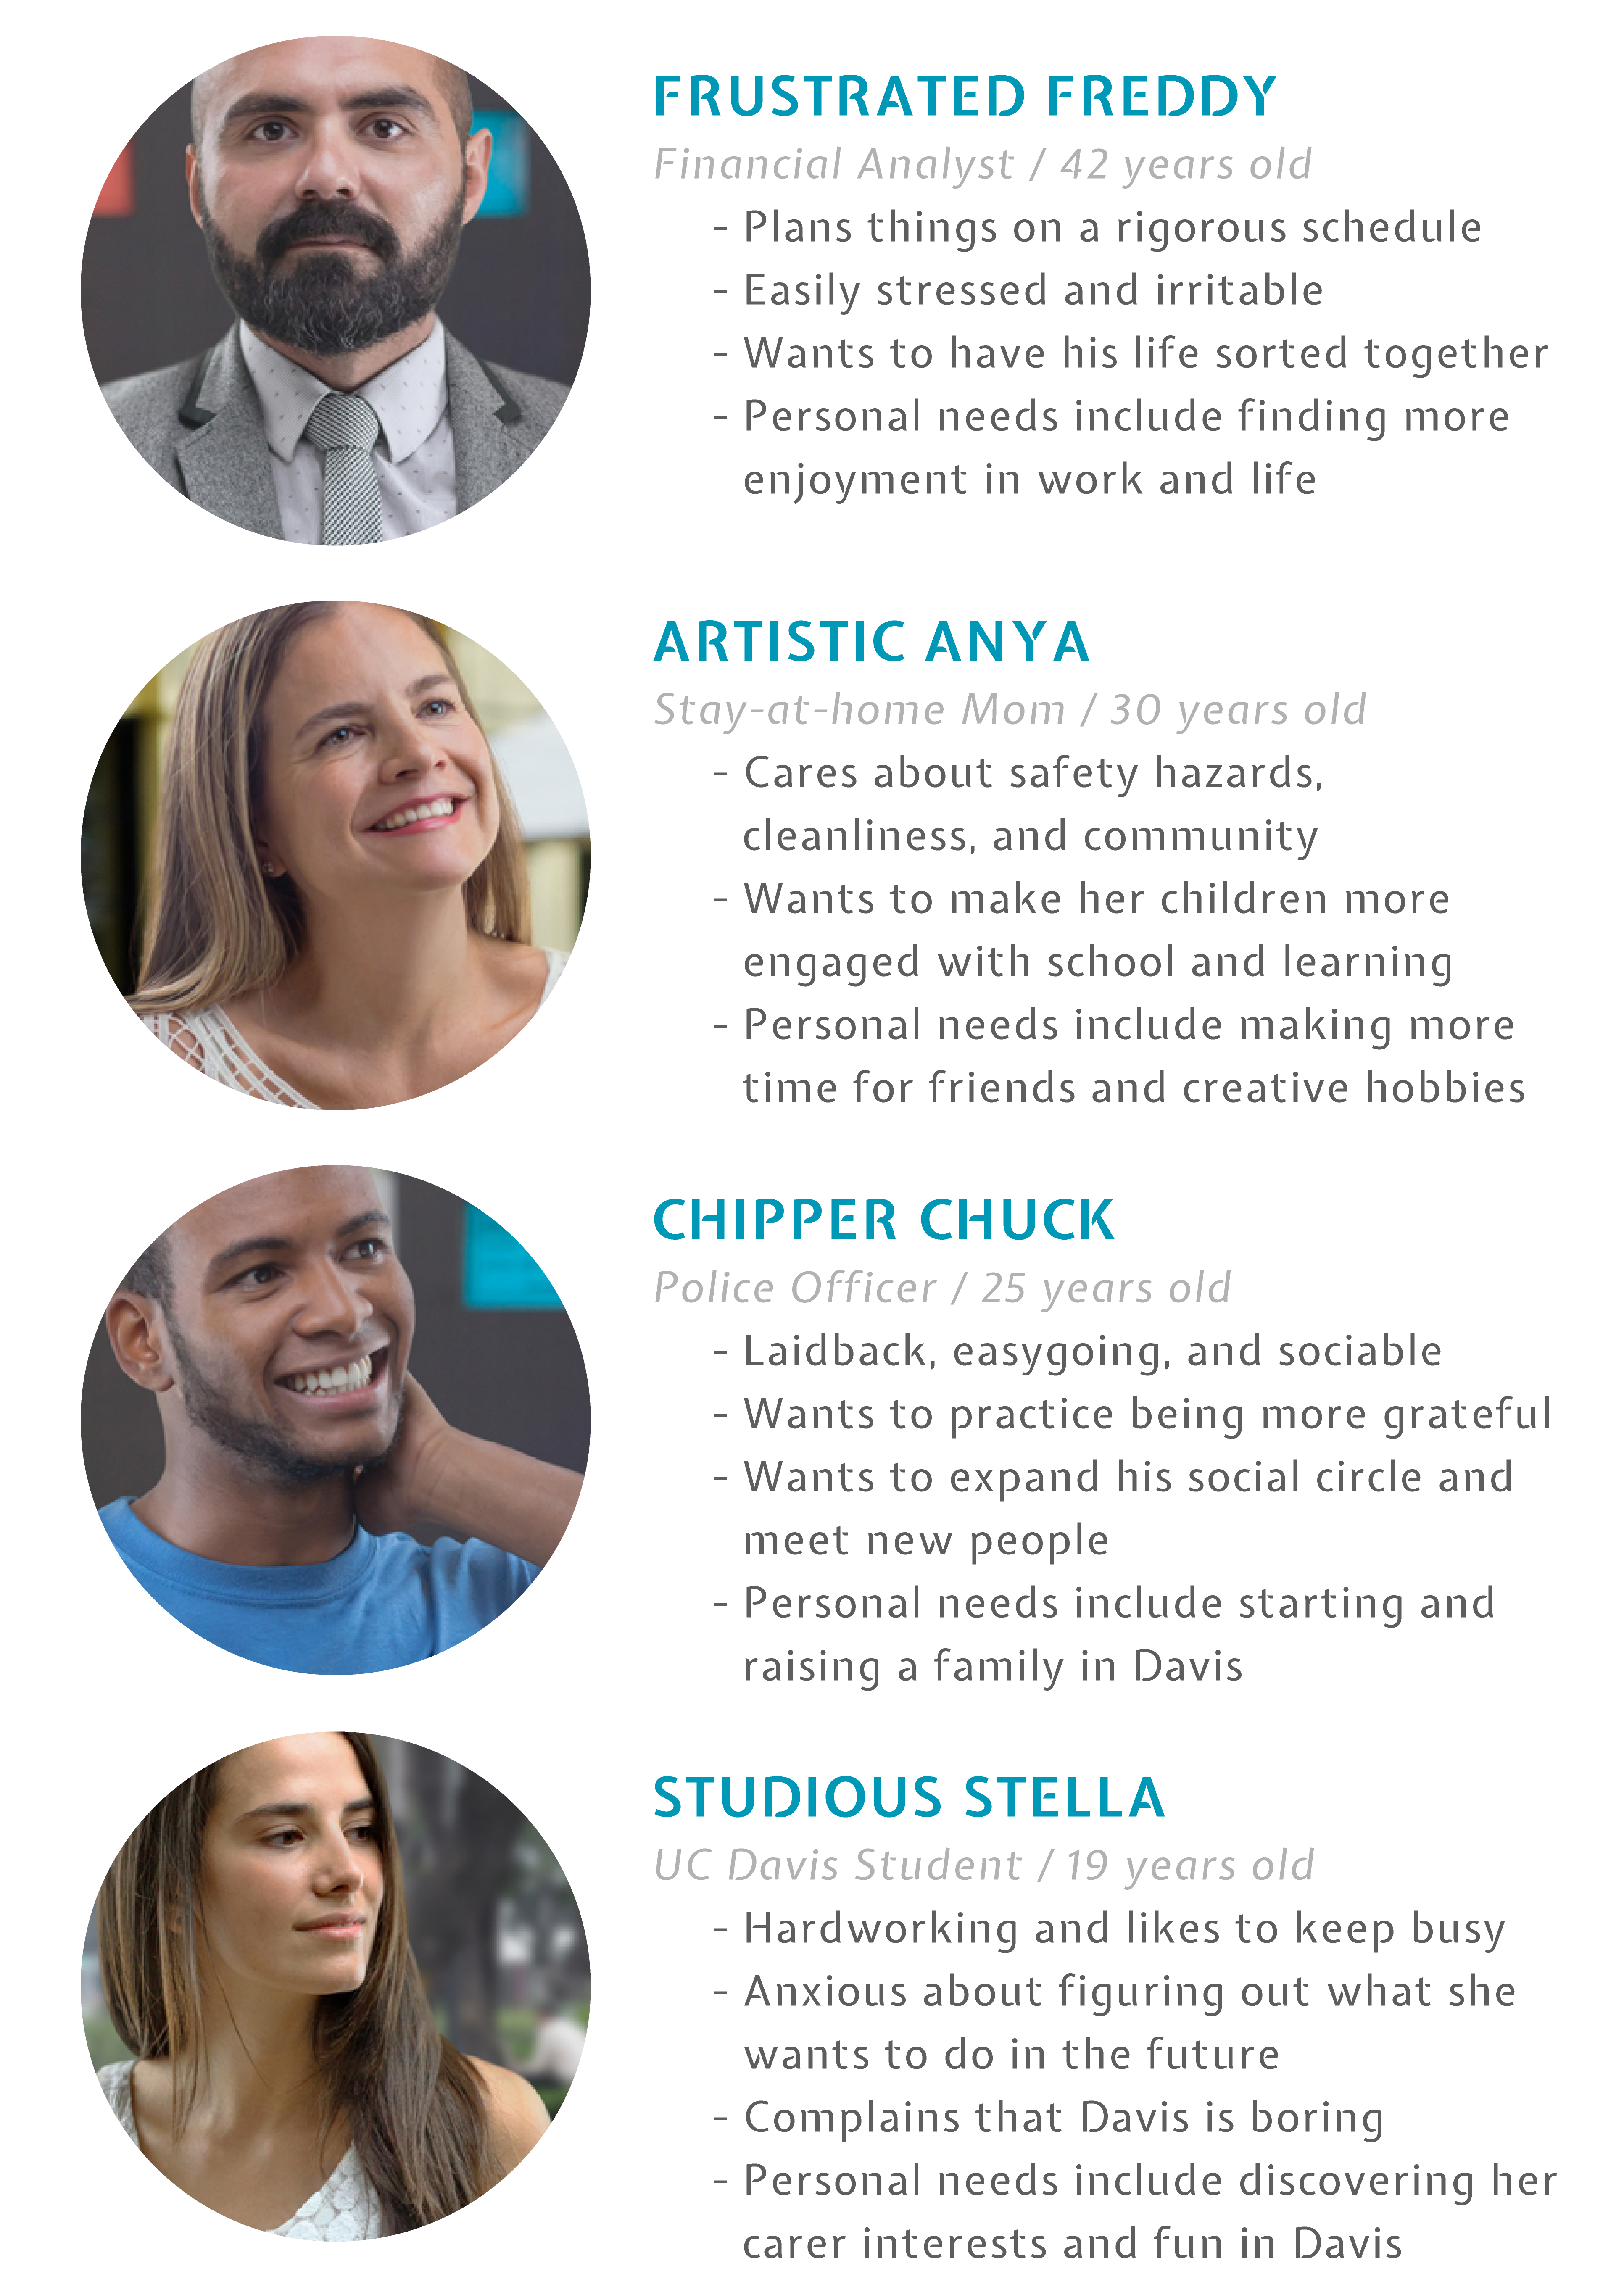 FRUSTRATED FREDDY
Financial Analyst / 42 years old
- Plans things on a rigorous schedule
- Easily stressed and irritable
- Wants to have his life sorted together
- Personal needs include finding more
enjoyment in work and life
ARTISTIC ANYA
Stay-at-home Mom / 30 years old
- Cares about safety hazards,
cleanliness, and community
- Wants to make her children more
engaged with school and learning
- Personal needs include making more
time for friends and creative hobbies
CHIPPER CHUCK
Police Officer / 25 years old
- Laidback, easygoing, and sociable
- Wants to practice being more grateful
- Wants to expand his social circle and
meet new people
- Personal needs include starting and
raising a family in Davis
STUDIOUS STELLA
UC Davis Student / 19 years old
- Hardworking and likes to keep busy
- Anxious about figuring out what she
wants to do in the future
- Complains that Davis is boring
- Personal needs include discovering her
carer interests and fun in Davis